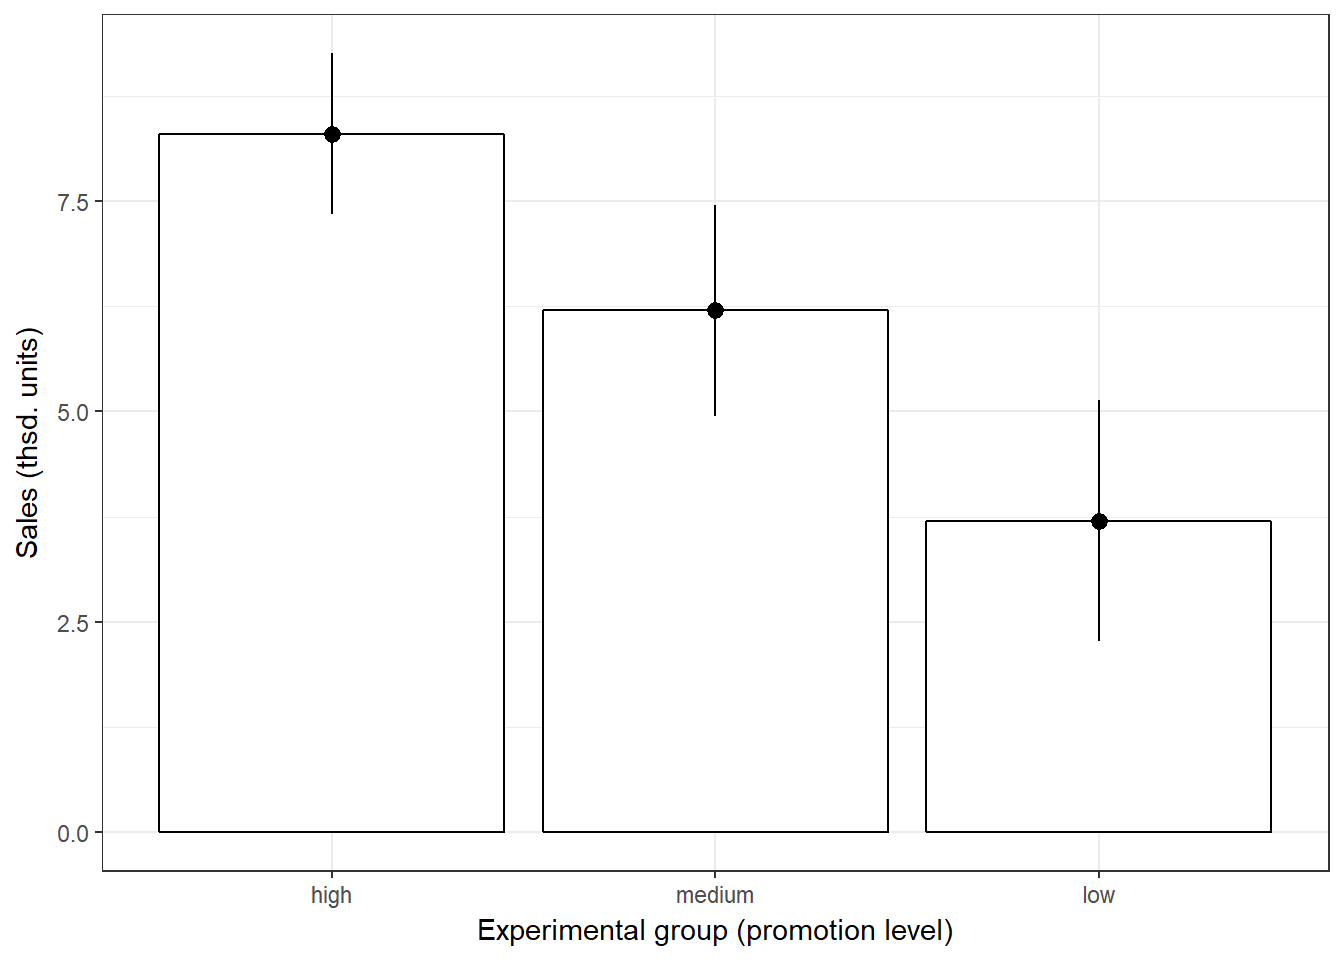 Sales (thsd. units)
7.5
5.0
2.5
0.0
high medium low
Experimental group (promotion level)